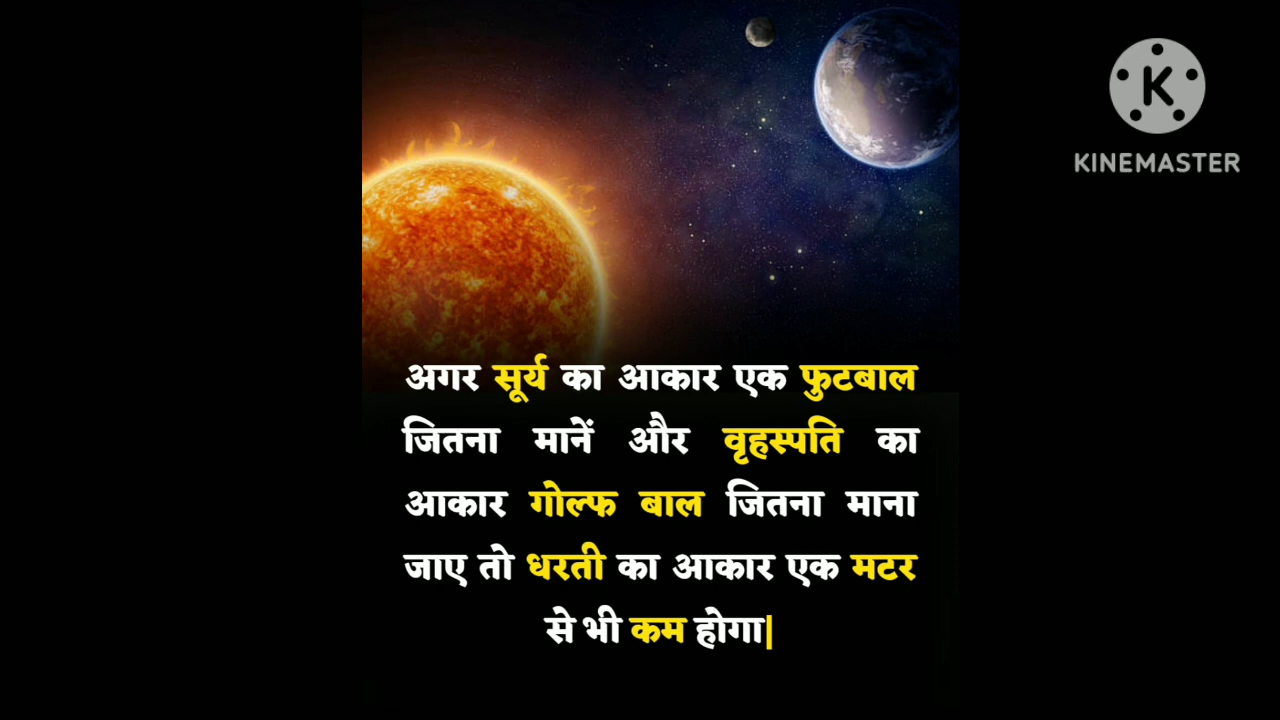 KINEMASTER
अगर सूर्य का आकार एक फुटबाल
जितना मानें और वृहस्पति का
आकार गोल्फ बाल जितना माना
जाए तो धरती का आकार एक मटर
से भी कम होगा|